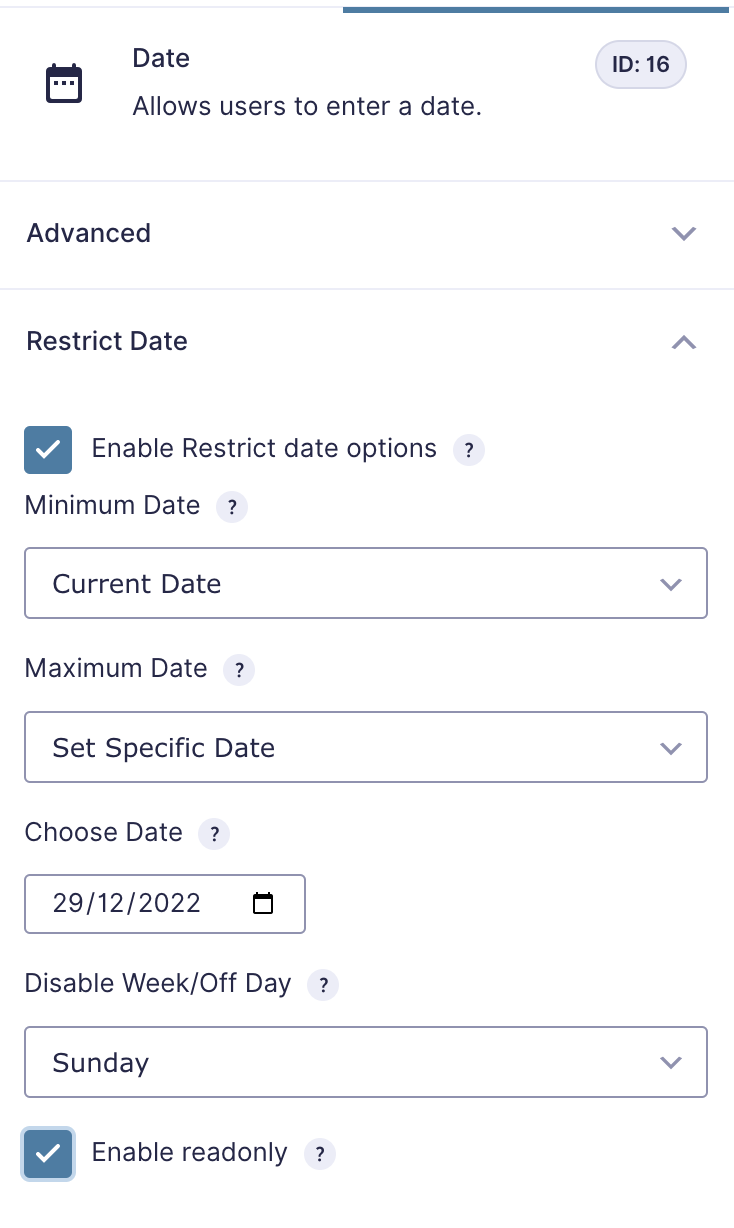 Date
ID: 16
Allows users to enter a date.
Advanced
Restrict Date
Enable Restrict date options ?
Minimum Date ?
Current Date
Maximum Date ?
Set Specific Date
Choose Date ?
29/12/2022
Disable Week/Off Day ?
Sunday
Enable readonly ?